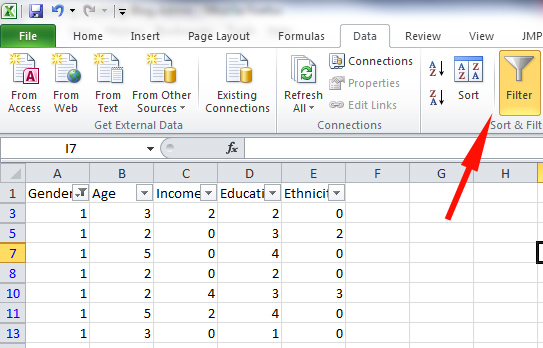 File Home Insert Page Layout Formulas Data Review View JMP
From Access
From Web
From Text
From Other Sources
Existing Connections
Refresh All
Connections
Properties
Edit Links
A Z
Z A
A Z Z A
Sort
Filter
Get External Data Connections Sort & Filt
I7 fx
A B C D E F G H
1 Gender Age Income Educati Ethnicit
3 1 3 2 2 0
5 1 2 0 3 2
7 1 5 0 4 0
8 1 2 0 2 0
10 1 2 4 3 3
11 1 5 2 4 0
13 1 3 0 1 0